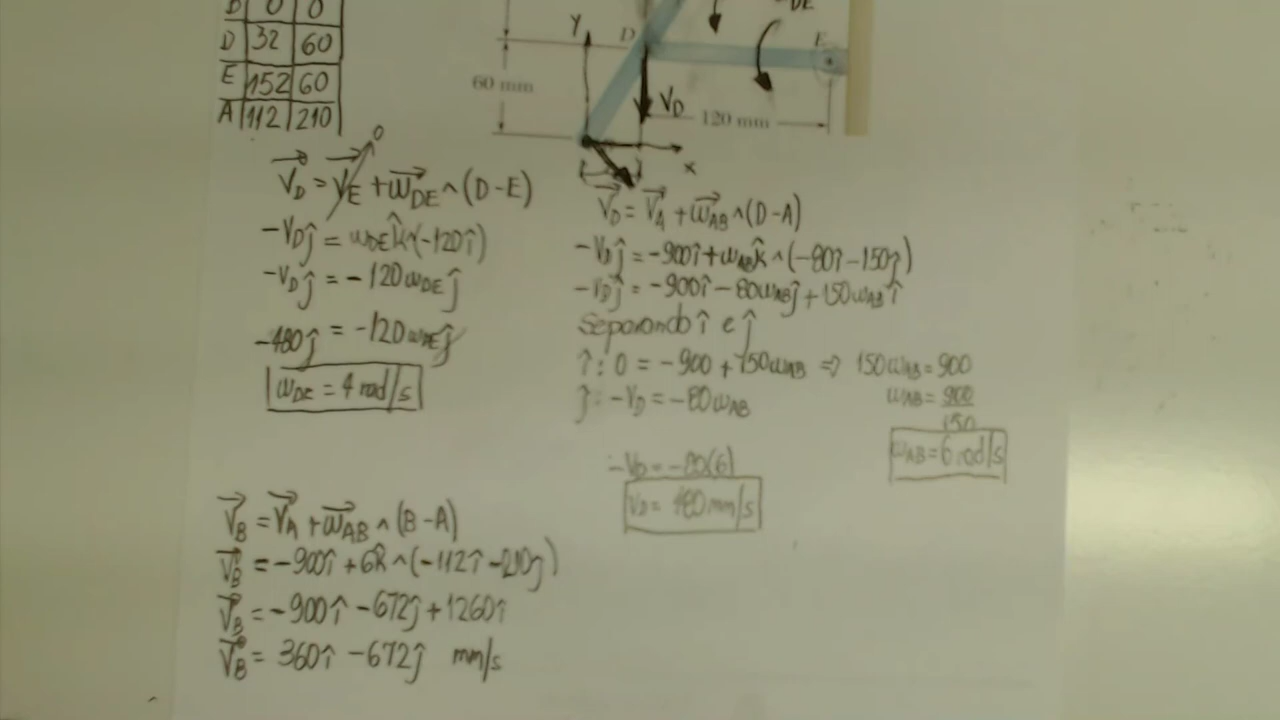 B | 0 | 0
D | 32 | 60
E | 152 | 60
A | 112 | 210
DE
Y
D
E
60 mm
V_D
120 mm
x
0
V_D = V_E + ω_DE ^ (D - E)
-V_D ĵ = ω_DE k̂ ^ (-120 î)
-V_D ĵ = -120 ω_DE ĵ
-480 ĵ = -120 ω_DE ĵ
ω_DE = 4 rad/s
V_D = V_A + ω_AB ^ (D - A)
-V_D ĵ = -900 î + ω_AB k̂ ^ (-80 î - 150 ĵ)
-V_D ĵ = -900 î - 80 ω_AB ĵ + 150 ω_AB î
Separando î e ĵ
î: 0 = -900 + 150 ω_AB ⇒ 150 ω_AB = 900
ĵ: -V_D = -80 ω_AB
ω_AB = 900
150
ω_AB = 6 rad/s
-V_D = -80(6)
V_D = 480 mm/s
V_B = V_A + ω_AB ^ (B - A)
V_B = -900 î + 6 k̂ ^ (-112 î - 210 ĵ)
V_B = -900 î - 672 ĵ + 1260 î
V_B = 360 î - 672 ĵ mm/s